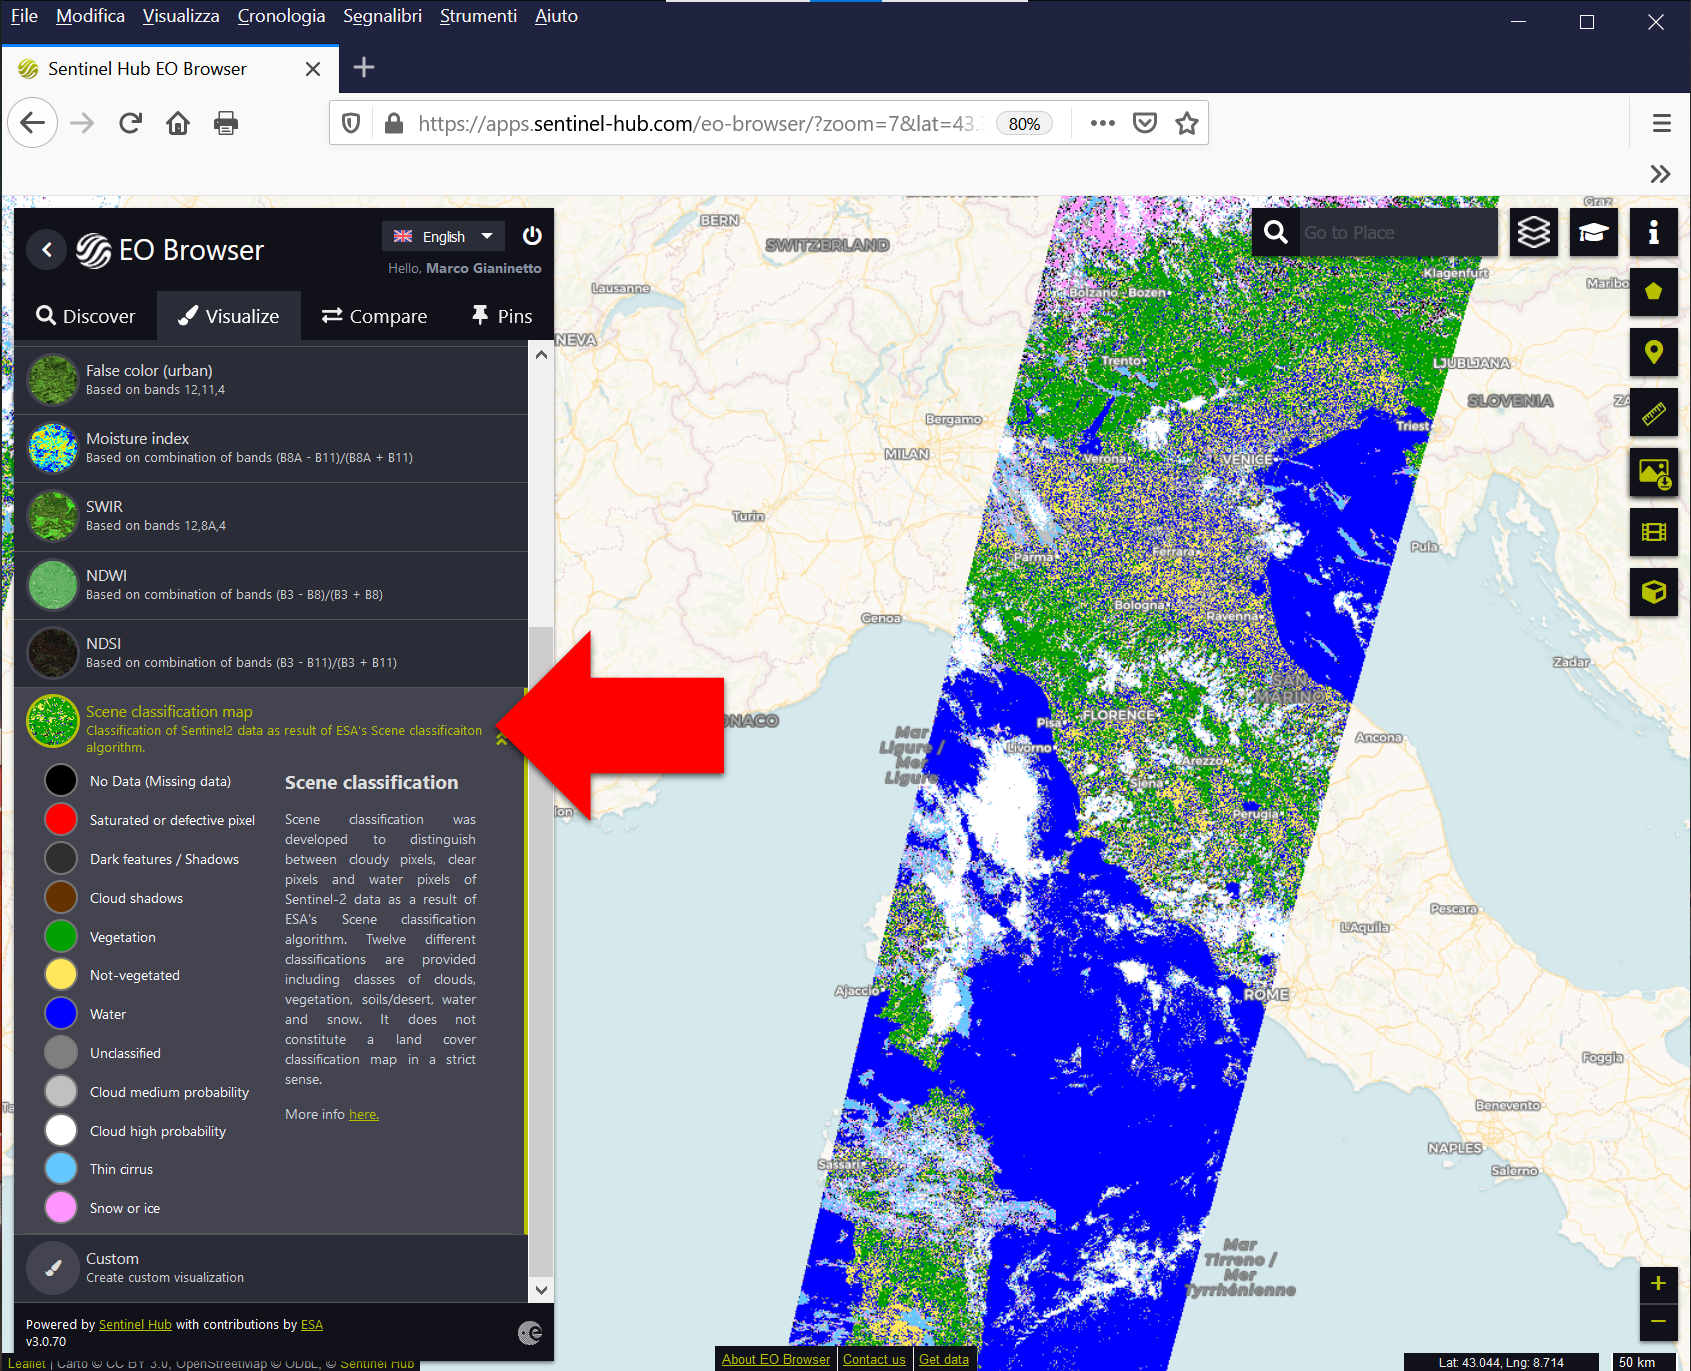 File Modifica Visualizza Cronologia Segnalibri Strumenti Aiuto
Sentinel Hub EO Browser
https://apps.sentinel-hub.com/eo-browser/?zoom=7&lat=43. 80%
EO Browser
English
Hello, Marco Gianinetto
Discover Visualize Compare Pins
False color (urban)
Based on bands 12,11,4
Moisture index
Based on combination of bands (B8A - B11)/(B8A + B11)
SWIR
Based on bands 12,8A,4
NDWI
Based on combination of bands (B3 - B8)/(B3 + B8)
NDSI
Based on combination of bands (B3 - B11)/(B3 + B11)
Scene classification map
Classification of Sentinel2 data as result of ESA's Scene classificaiton
algorithm.
No Data (Missing data)
Saturated or defective pixel
Dark features / Shadows
Cloud shadows
Vegetation
Not-vegetated
Water
Unclassified
Cloud medium probability
Cloud high probability
Thin cirrus
Snow or ice
Scene classification
Scene classification was
developed to distinguish
between cloudy pixels, clear
pixels and water pixels of
Sentinel-2 data as a result of
ESA's Scene classification
algorithm. Twelve different
classifications are provided
including classes of clouds,
vegetation, soils/desert, water
and snow. It does not
constitute a land cover
classification map in a strict
sense.
More info here.
Custom
Create custom visualization
Powered by Sentinel Hub with contributions by ESA
v3.0.70
Leaflet | Carto © CC BY 3.0, OpenStreetMap © ODbL, © Sentinel Hub
Go to Place
BERN
SWITZERLAND
Lausanne
NEVA
Graz
Klagenfurt
Maribo
Bolzano - Bozen
Trento
LJUBLJANA
SLOVENIA
ZA
Bergamo
Triest
MILAN
Verona
VENICE
Turin
Parma
Ferrara
Pula
Bologna
Ravenna
Genoa
Zadar
SAN
MARINO
ONACO
Pisa
FLORENCE
Mar
Ligure /
Mer
Ligure
Livorno
Ancona
Arezzo
Siena
lon
Perugia
Pescara
L'Aquila
Ajaccio
ROME
Foggia
Benevento
NAPLES
Salerno
Sassari
Mar
Tirreno /
Mer
Tyrrhénienne
About EO Browser Contact us Get data
Lat: 43.044, Lng: 8.714
50 km